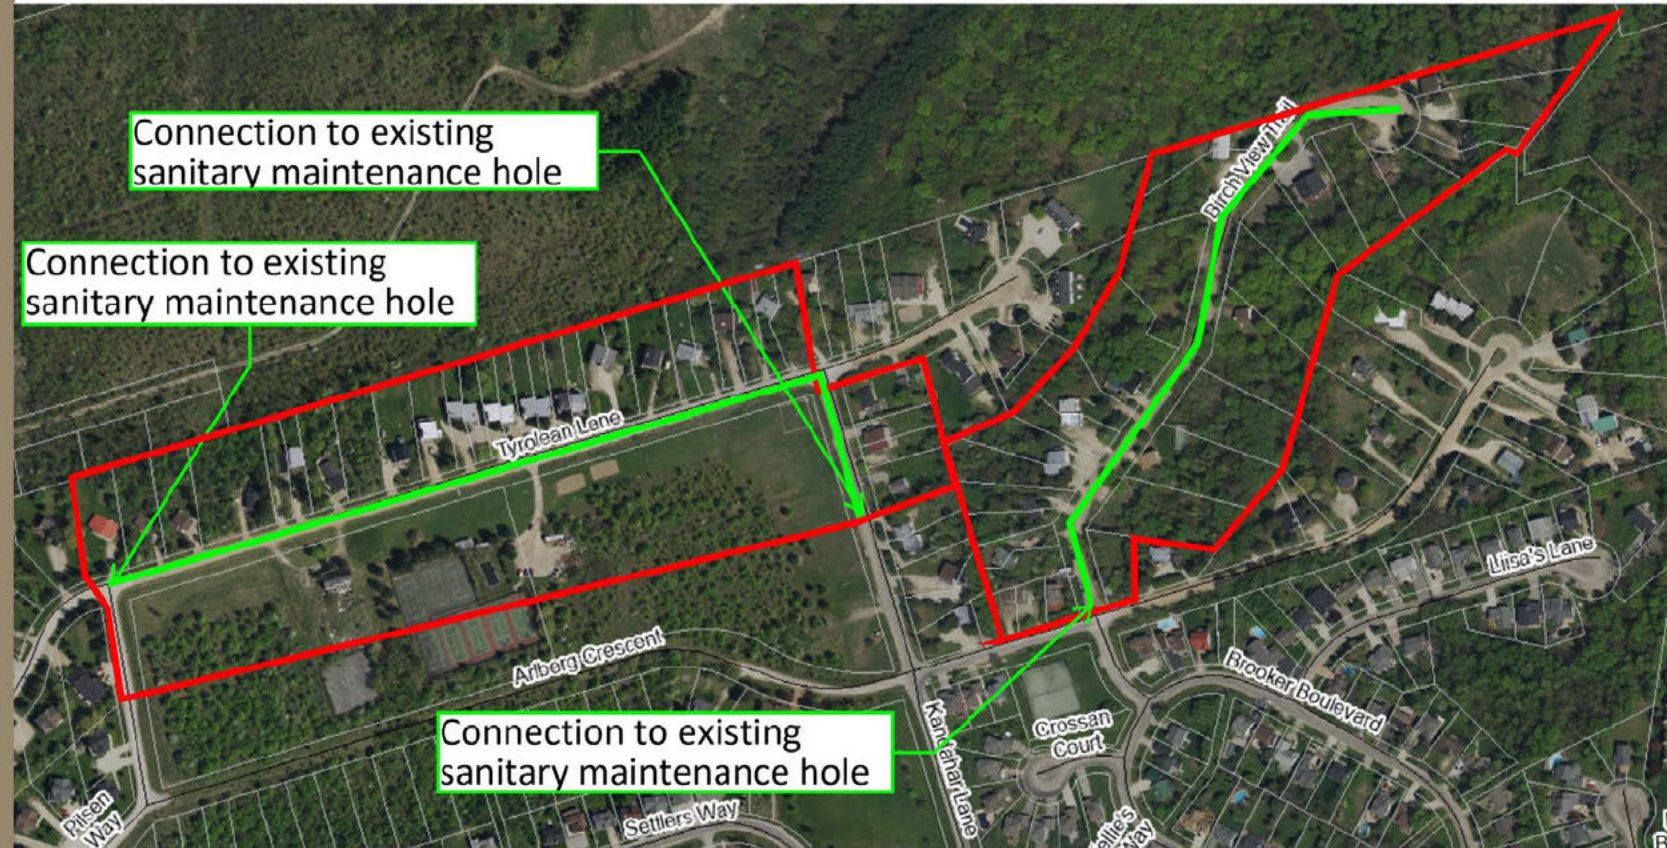 Connection to existing
sanitary maintenance hole
Connection to existing
sanitary maintenance hole
Birch View Trail
Tyrolean Lane
Arlberg Crescent
Liisa's Lane
Brooker Boulevard
Crossan
Court
Connection to existing
sanitary maintenance hole
Kandahar Lane
Settlers Way
Pilsen
Way
Way